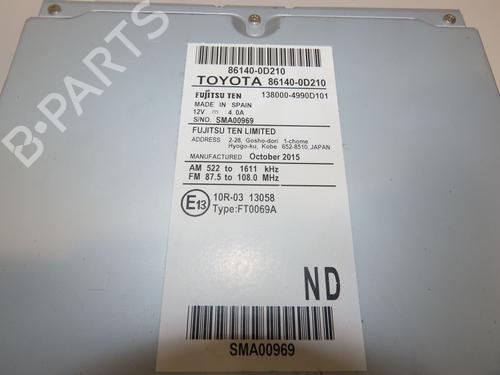 B-PARTS
86140-0D210
TOYOTA 86140-0D210
FUJITSU TEN 138000-4990D101
MADE IN SPAIN
12V ⎓ 4.0A
S/NO. SMA00969
FUJITSU TEN LIMITED
ADDRESS 2-28, Gosho-dori 1-chome
Hyogo-ku, Kobe 652-8510, JAPAN
MANUFACTURED October 2015
AM 522 to 1611 kHz
FM 87.5 to 108.0 MHz
E13 10R-03 13058
Type:FT0069A
ND
SMA00969